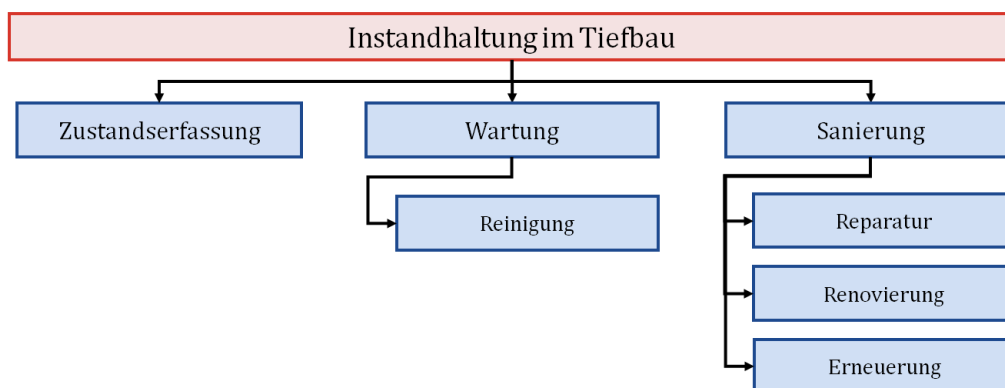 Instandhaltung im Tiefbau
Zustandserfassung
Wartung
Sanierung
Reinigung
Reparatur
Renovierung
Erneuerung